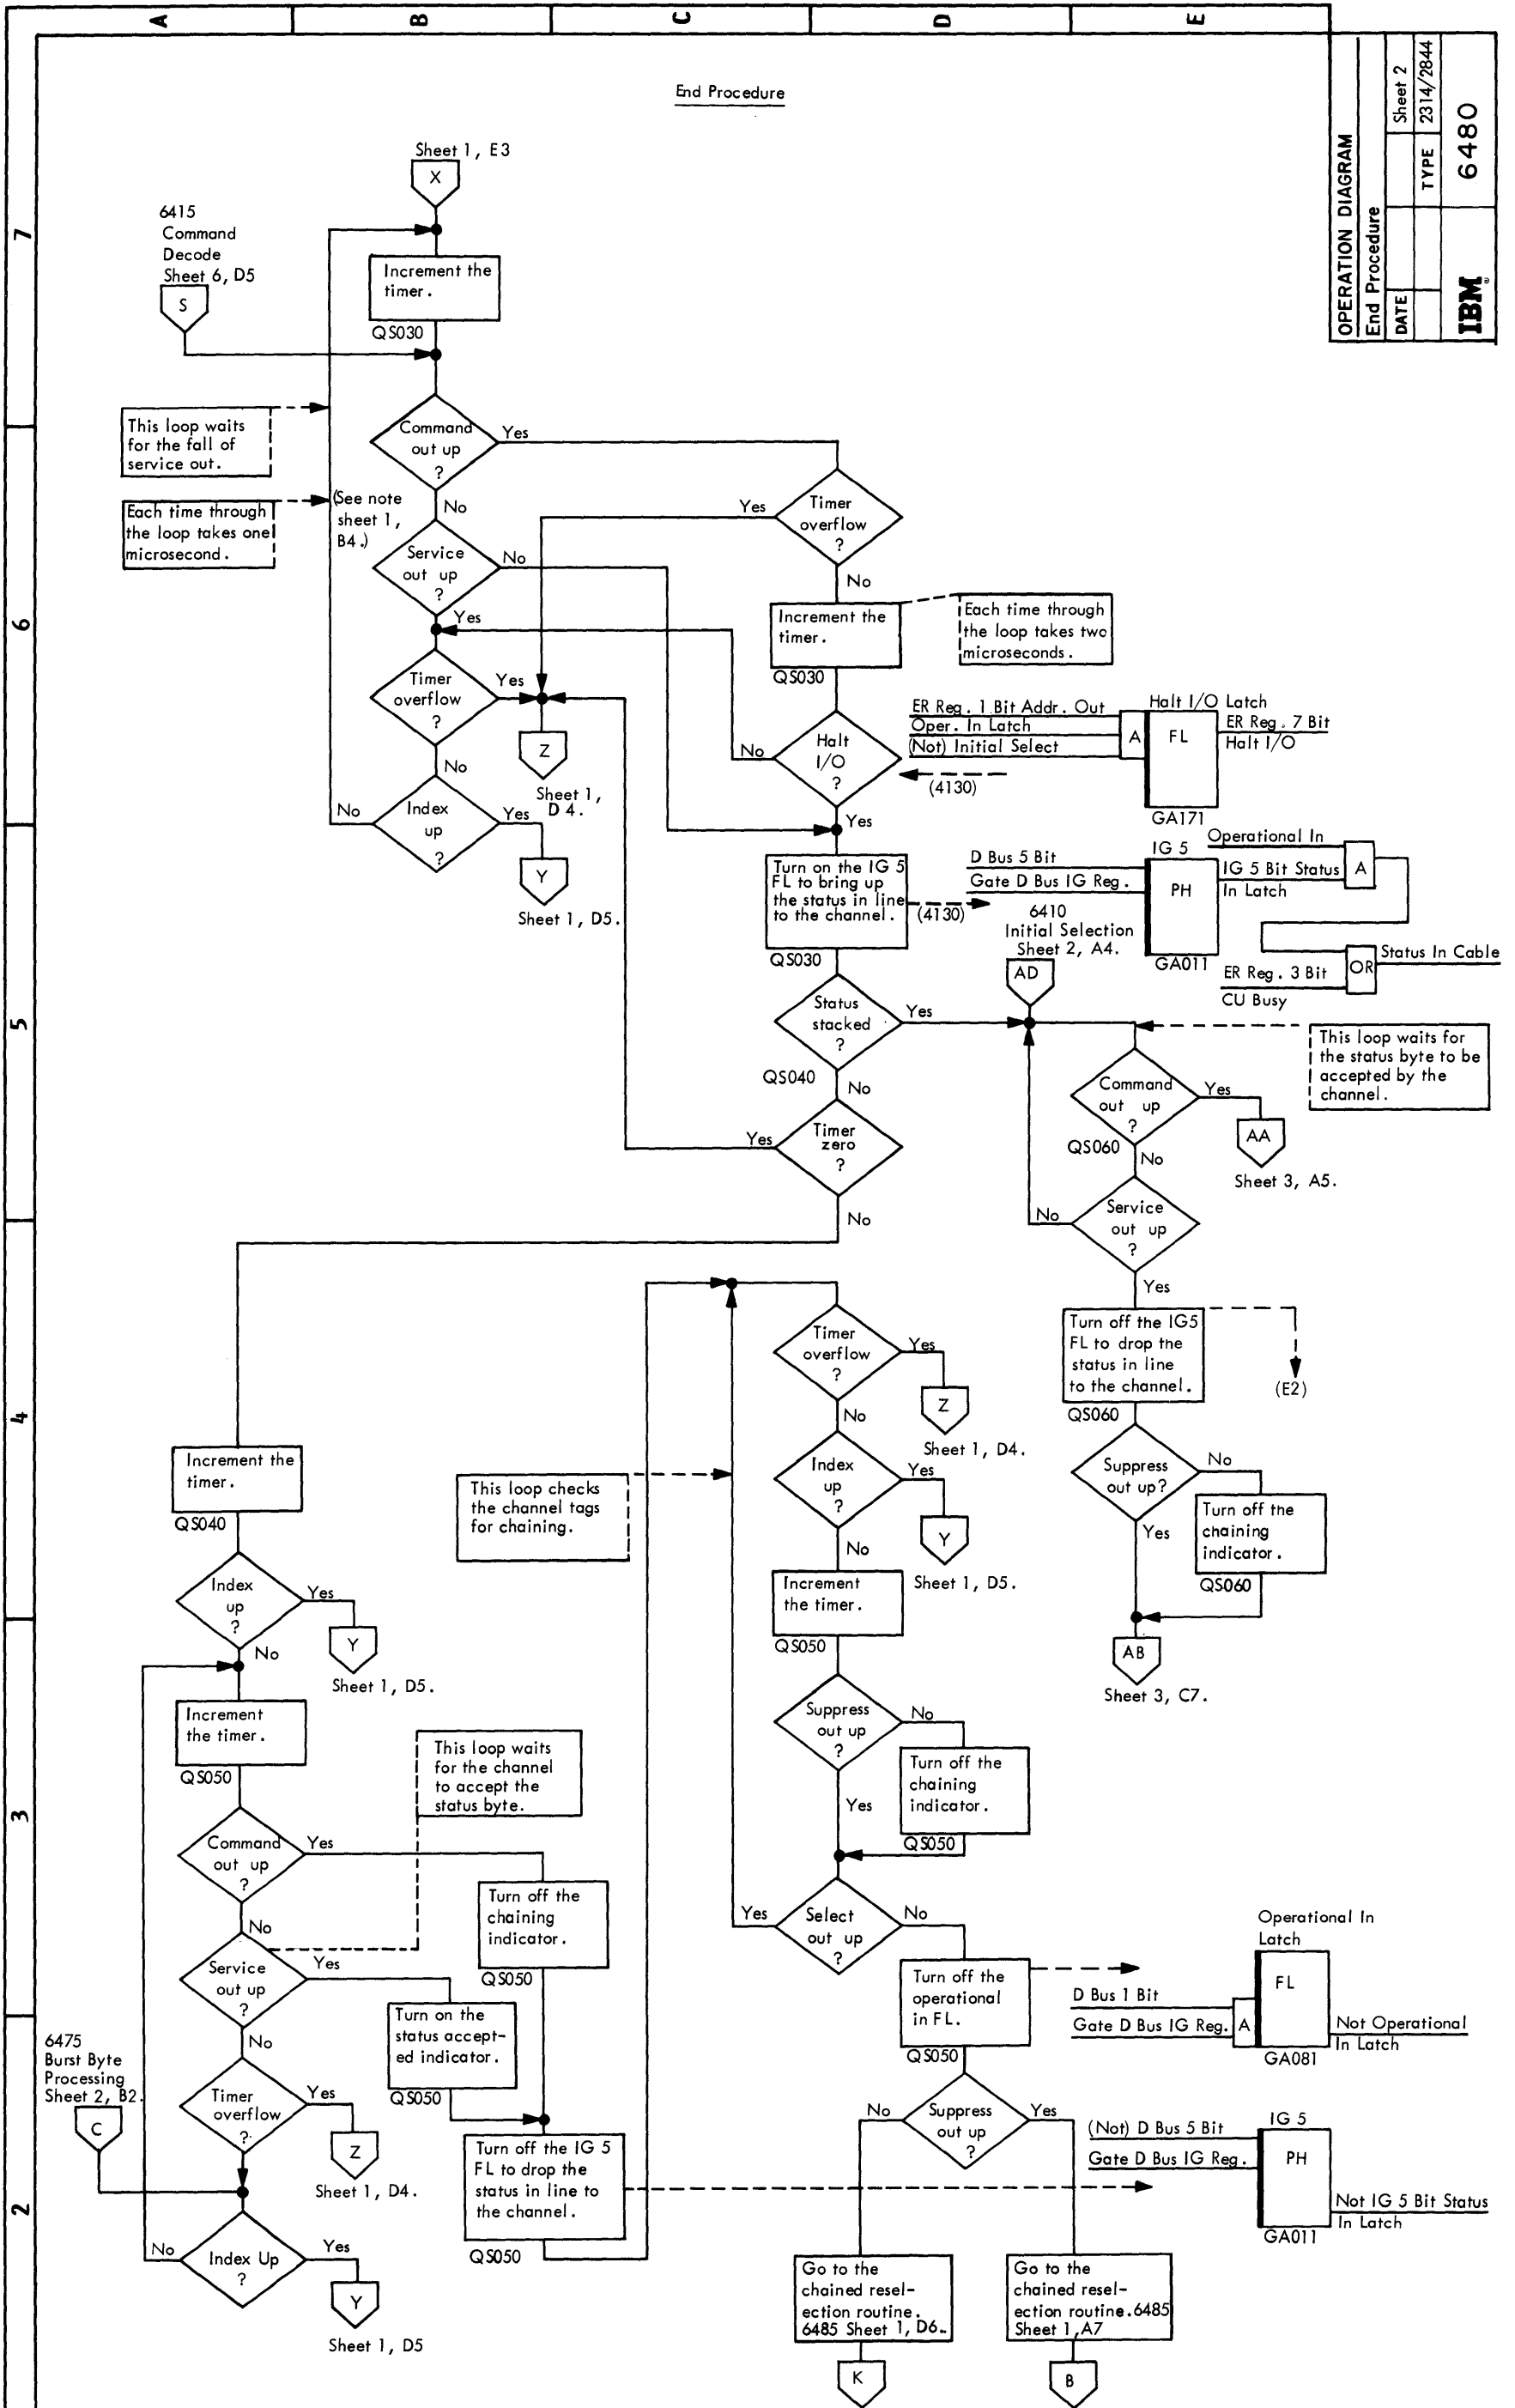 A
B
C
D
E
7
6
5
4
3
2
OPERATION DIAGRAM
End Procedure
DATE
Sheet 2
TYPE
2314/2844
IBM®
6480
End Procedure
Sheet 1, E3
X
6415
Command
Decode
Sheet 6, D5
S
Increment the
timer.
QS030
This loop waits
for the fall of
service out.
Each time through
the loop takes one
microsecond.
(See note
sheet 1,
B4.)
Command
out up
?
Yes
No
Service
out up
?
No
Yes
Timer
overflow
?
Yes
No
Z
Sheet 1,
D4.
Index
up
?
No
Yes
Y
Sheet 1, D5.
Timer
overflow
?
Yes
No
Increment the
timer.
QS030
Each time through
the loop takes two
microseconds.
Halt
I/O
?
No
Yes
ER Reg. 1 Bit Addr. Out
Oper. In Latch
(Not) Initial Select
(4130)
A
Halt I/O Latch
FL
ER Reg. 7 Bit
Halt I/O
GA171
Turn on the IG 5
FL to bring up
the status in line
to the channel.
QS030
(4130)
D Bus 5 Bit
Gate D Bus IG Reg.
IG 5
PH
GA011
Operational In
IG 5 Bit Status
In Latch
A
ER Reg. 3 Bit
CU Busy
OR
Status In Cable
6410
Initial Selection
Sheet 2, A4.
AD
Status
stacked
?
Yes
QS040
No
Timer
zero
?
Yes
No
This loop waits for
the status byte to be
accepted by the
channel.
Command
out up
?
Yes
QS060
No
AA
Sheet 3, A5.
Service
out up
?
No
Yes
Turn off the IG5
FL to drop the
status in line
to the channel.
QS060
(E2)
Suppress
out up?
No
Yes
Turn off the
chaining
indicator.
QS060
AB
Sheet 3, C7.
Timer
overflow
?
Yes
No
Z
Sheet 1, D4.
Index
up
?
Yes
No
Y
Sheet 1, D5.
This loop checks
the channel tags
for chaining.
Increment
the timer.
QS050
Suppress
out up
?
No
Yes
Turn off the
chaining
indicator.
QS050
Select
out up
?
Yes
No
Turn off the
operational
in FL.
QS050
Operational In
Latch
D Bus 1 Bit
Gate D Bus IG Reg.
A
FL
GA081
Not Operational
In Latch
Suppress
out up
?
No
Yes
(Not) D Bus 5 Bit
Gate D Bus IG Reg.
IG 5
PH
GA011
Not IG 5 Bit Status
In Latch
Go to the
chained resel-
ection routine.
6485 Sheet 1, D6.
K
Go to the
chained resel-
ection routine.6485
Sheet 1,A7
B
Increment the
timer.
QS040
Index
up
?
Yes
No
Y
Sheet 1, D5.
Increment
the timer.
QS050
This loop waits
for the channel
to accept the
status byte.
Command
out up
?
Yes
No
Turn off the
chaining
indicator.
QS050
Service
out up
?
Yes
No
Turn on the
status accept-
ed indicator.
QS050
Timer
overflow
?
Yes
Z
Sheet 1, D4.
6475
Burst Byte
Processing
Sheet 2, B2.
C
Turn off the IG 5
FL to drop the
status in line to
the channel.
QS050
Index Up
?
No
Yes
Y
Sheet 1, D5